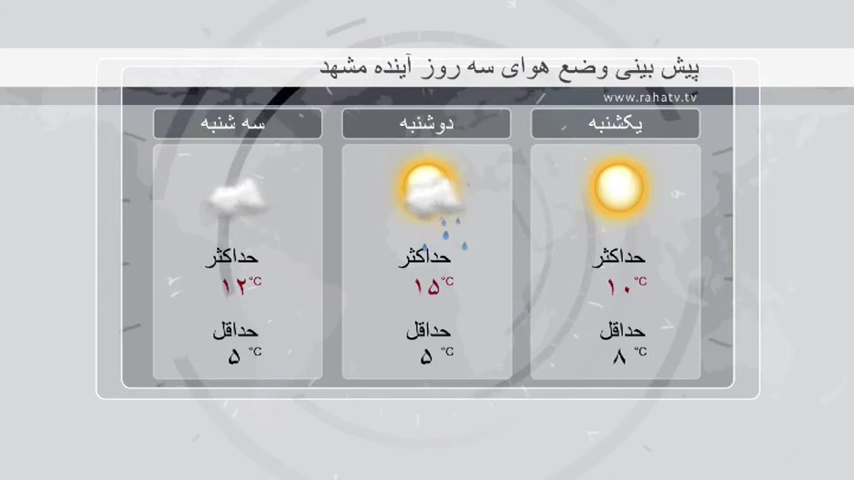 پیش بینی وضع هوای سه روز آینده مشهد
www.rahatv.tv
یکشنبه
حداکثر
۱۰ °C
حداقل
۸ °C
دوشنبه
حداکثر
۱۵ °C
حداقل
۵ °C
سه شنبه
حداکثر
۱۲ °C
حداقل
۵ °C